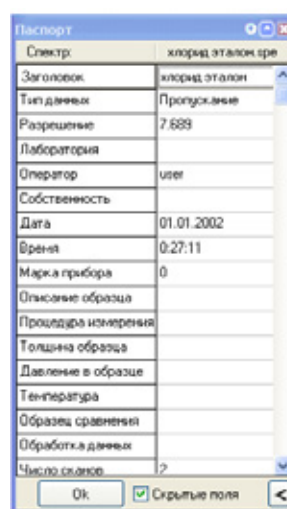 Паспорт
Спектр: хлорид эталон.spe
Заголовок хлорид эталон
Тип данных Пропускание
Разрешение 7.689
Лаборатория
Оператор user
Собственность
Дата 01.01.2002
Время 0:27:11
Марка прибора 0
Описание образца
Процедура измерения
Толщина образца
Давление в образце
Температура
Образец сравнения
Обработка данных
Число сканов 2
Ok Скрытые поля <